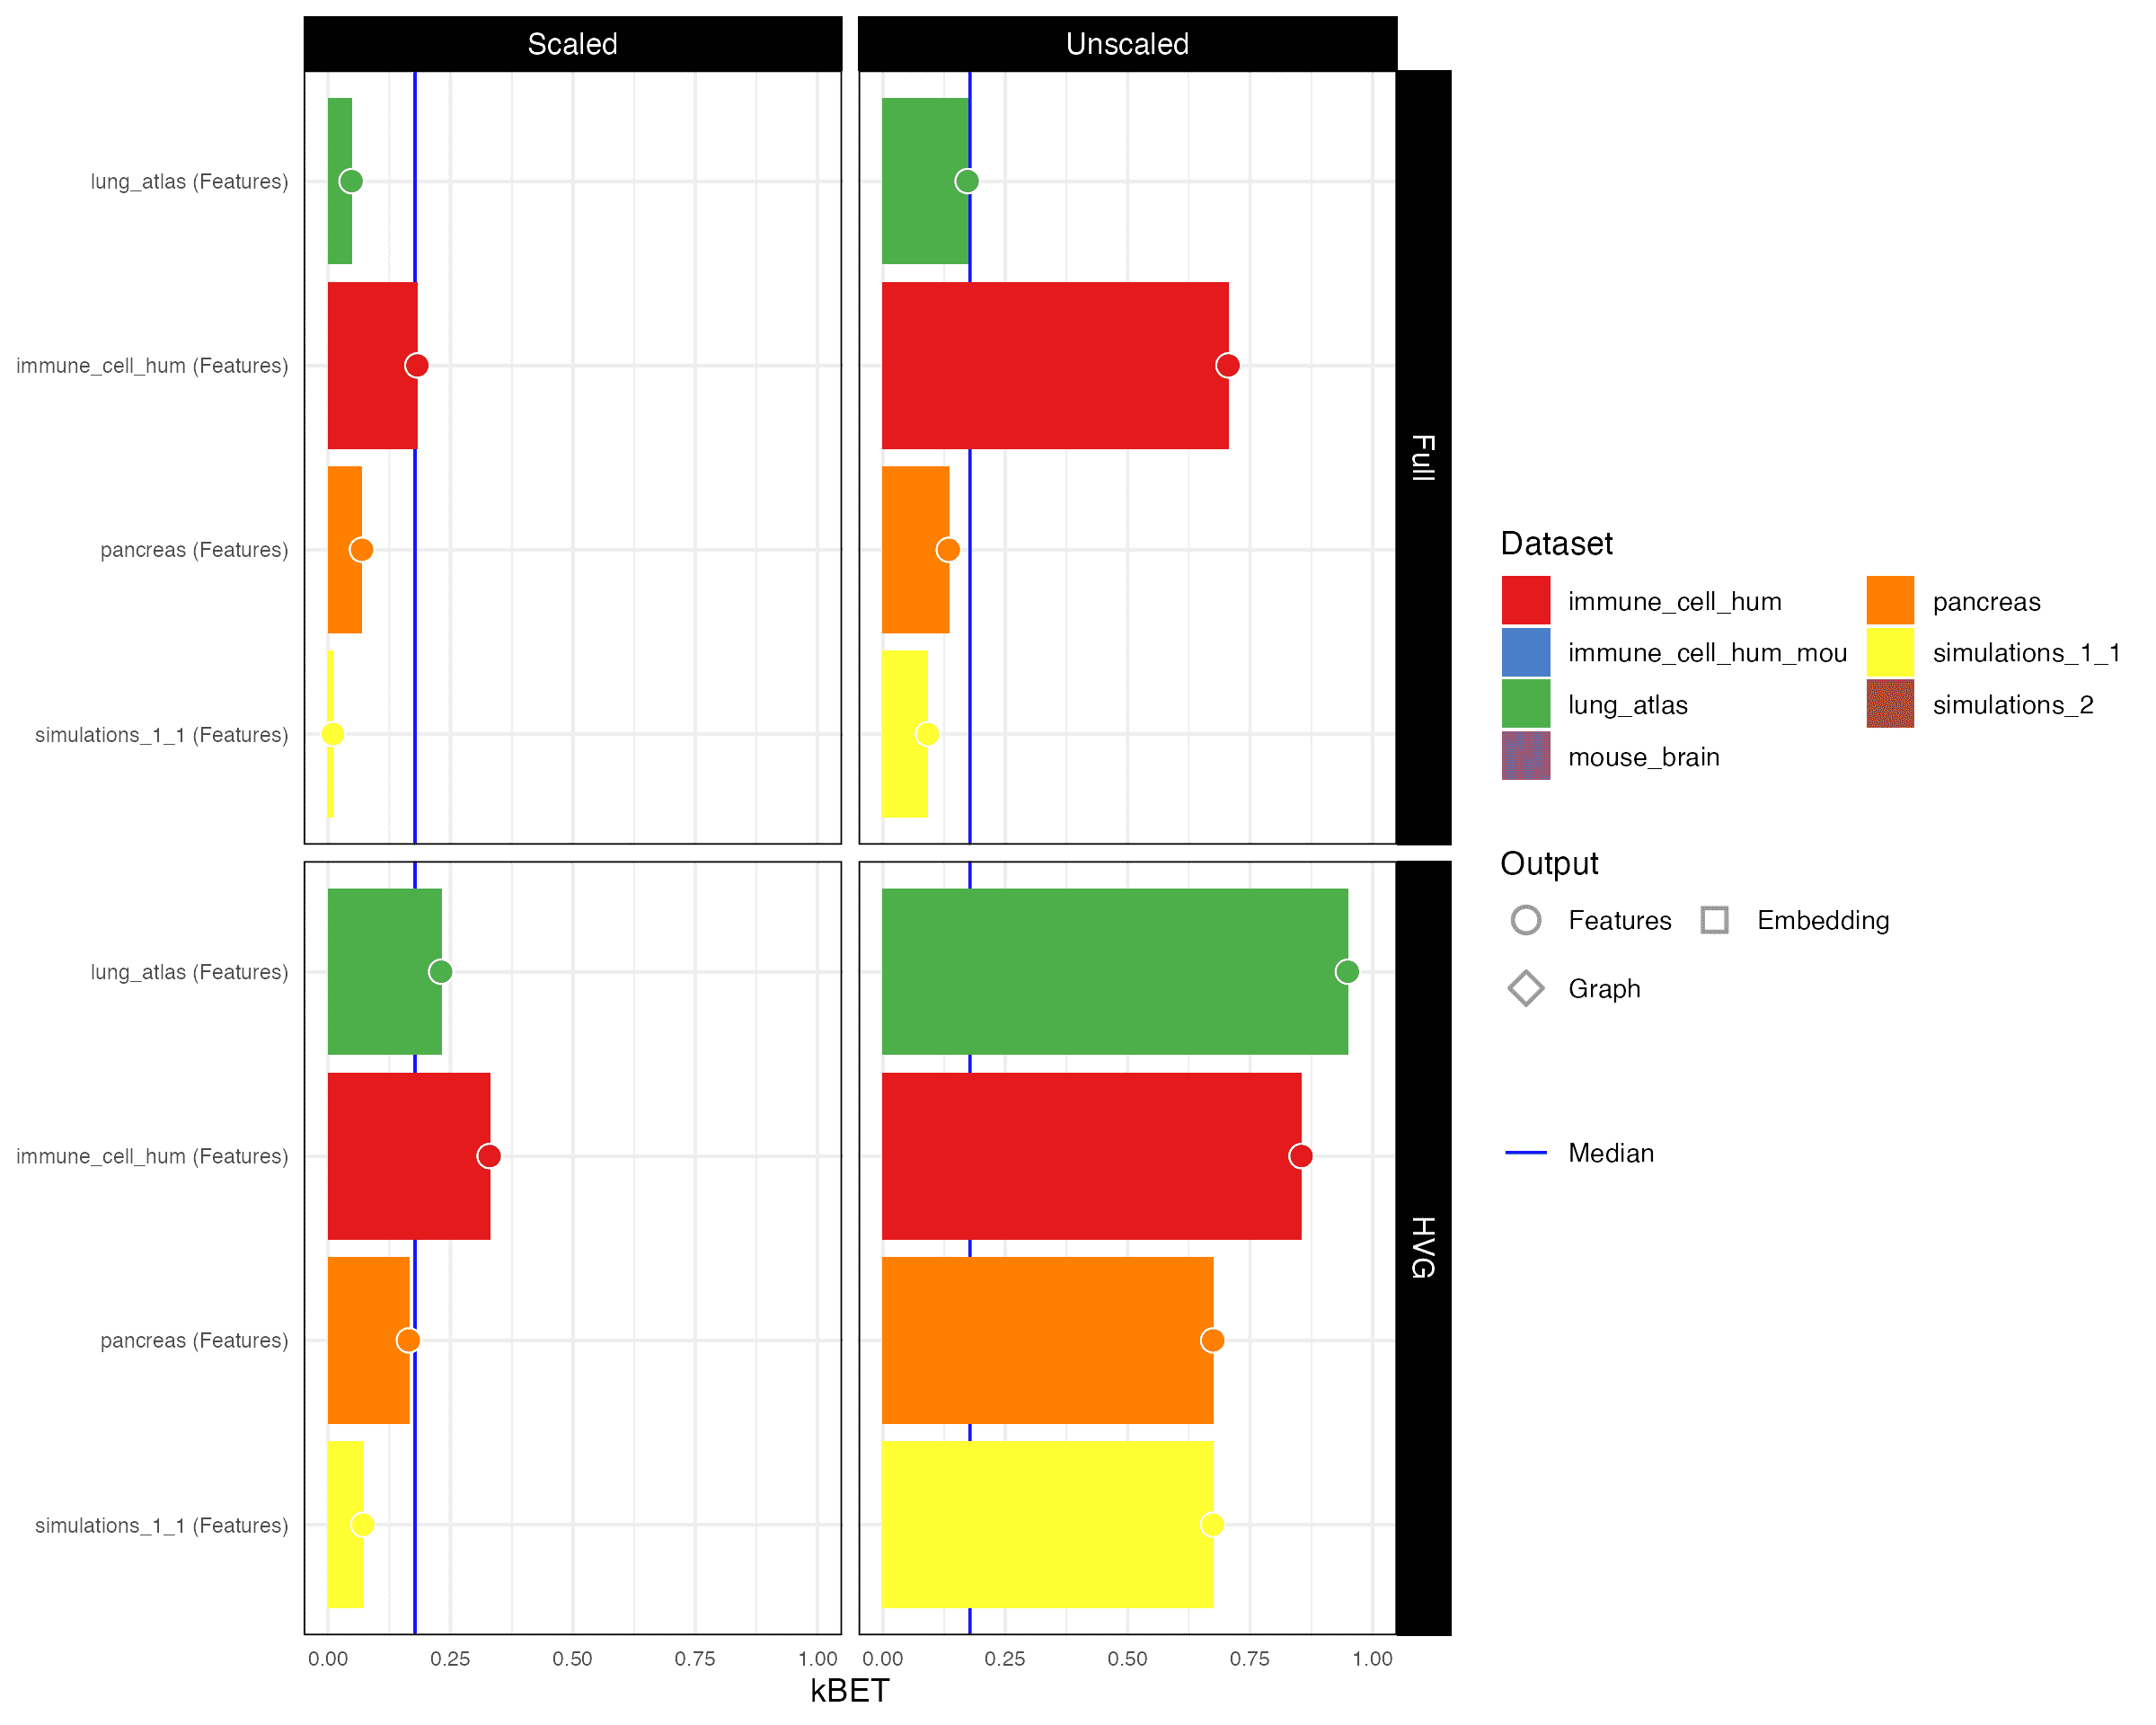 Scaled
Unscaled
Full
lung_atlas (Features)
immune_cell_hum (Features)
pancreas (Features)
simulations_1_1 (Features)
HVG
lung_atlas (Features)
immune_cell_hum (Features)
pancreas (Features)
simulations_1_1 (Features)
0.00 0.25 0.50 0.75 1.00 0.00 0.25 0.50 0.75 1.00
kBET
Dataset
immune_cell_hum pancreas
immune_cell_hum_mou simulations_1_1
lung_atlas simulations_2
mouse_brain
Output
Features Embedding
Graph
Median